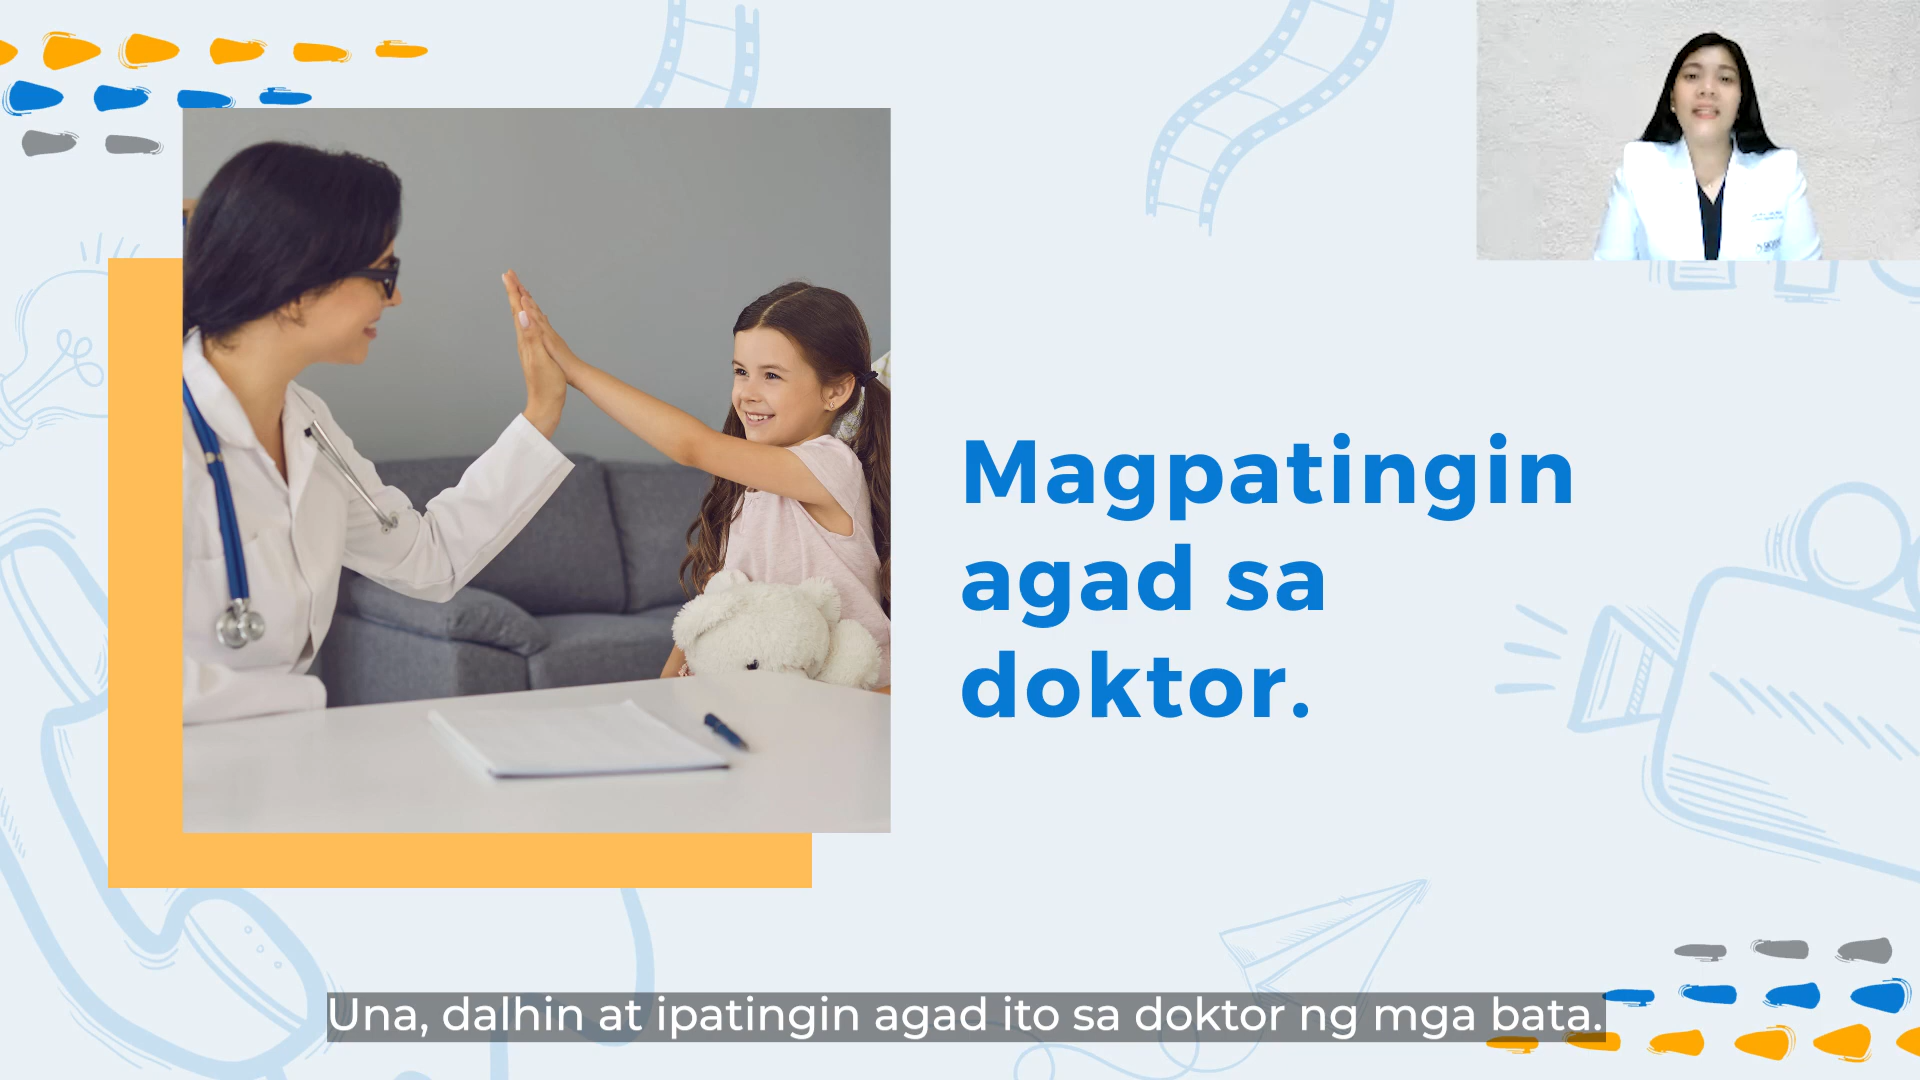 Magpatingin
agad sa
doktor.
Una, dalhin at ipatingin agad ito sa doktor ng mga bata.